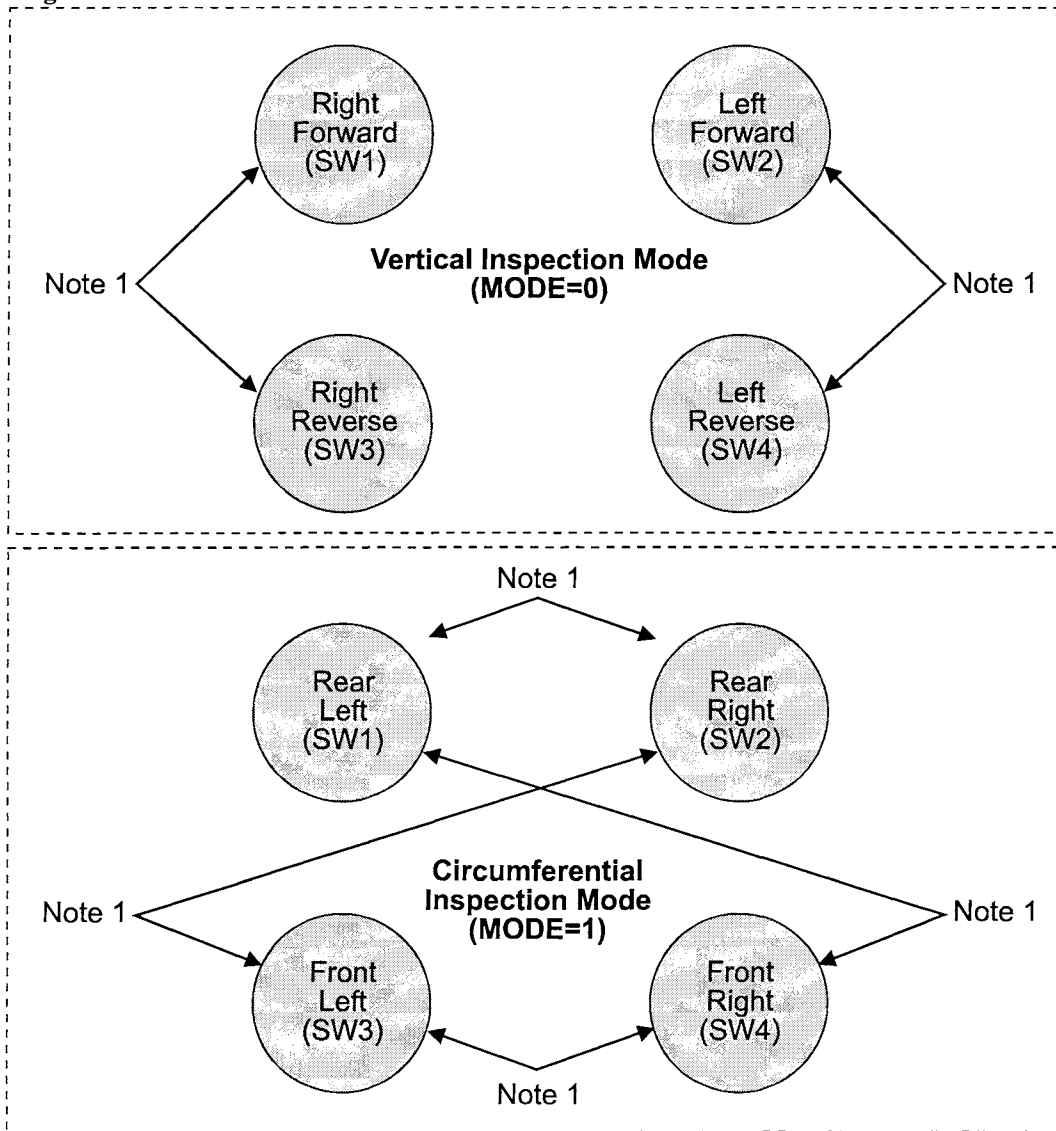 Right
Forward
(SW1)
Left
Forward
(SW2)
Note 1
Vertical Inspection Mode
(MODE=0)
Note 1
Right
Reverse
(SW3)
Left
Reverse
(SW4)
Note 1
Rear
Left
(SW1)
Rear
Right
(SW2)
Note 1
Circumferential
Inspection Mode
(MODE=1)
Note 1
Front
Left
(SW3)
Front
Right
(SW4)
Note 1